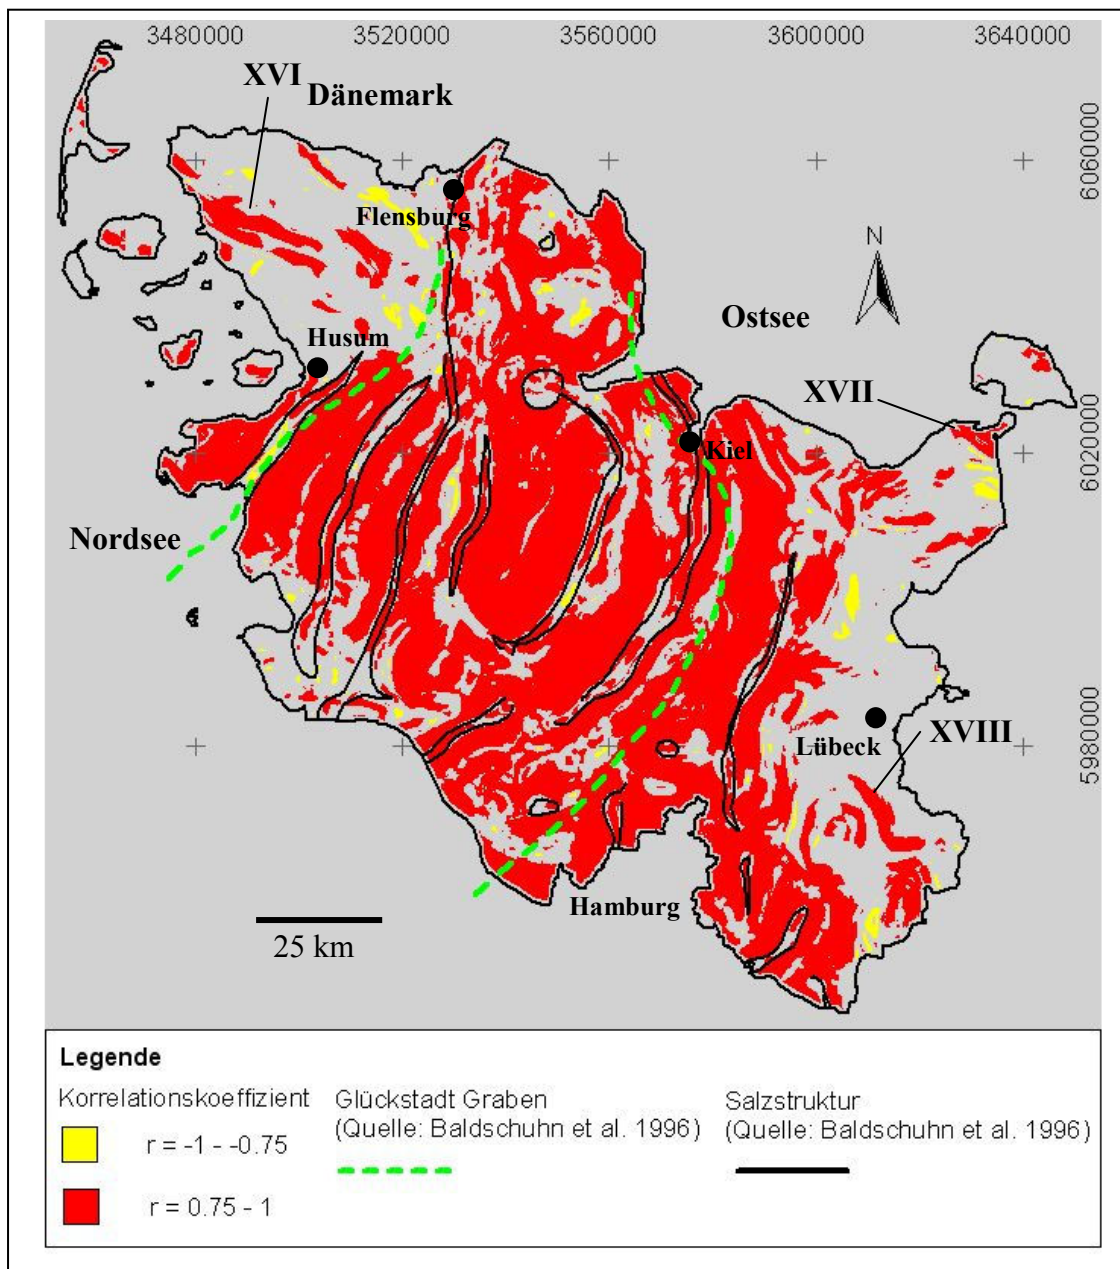 3480000 3520000 3560000 3600000 3640000
XVI
Dänemark
6060000
Flensburg
N
Ostsee
Husum
XVII
Kiel
6020000
Nordsee
XVIII
Lübeck
5980000
Hamburg
25 km
Legende
Korrelationskoeffizient
r = -1 - -0.75
r = 0.75 - 1
Glückstadt Graben
(Quelle: Baldschuhn et al. 1996)
Salzstruktur
(Quelle: Baldschuhn et al. 1996)